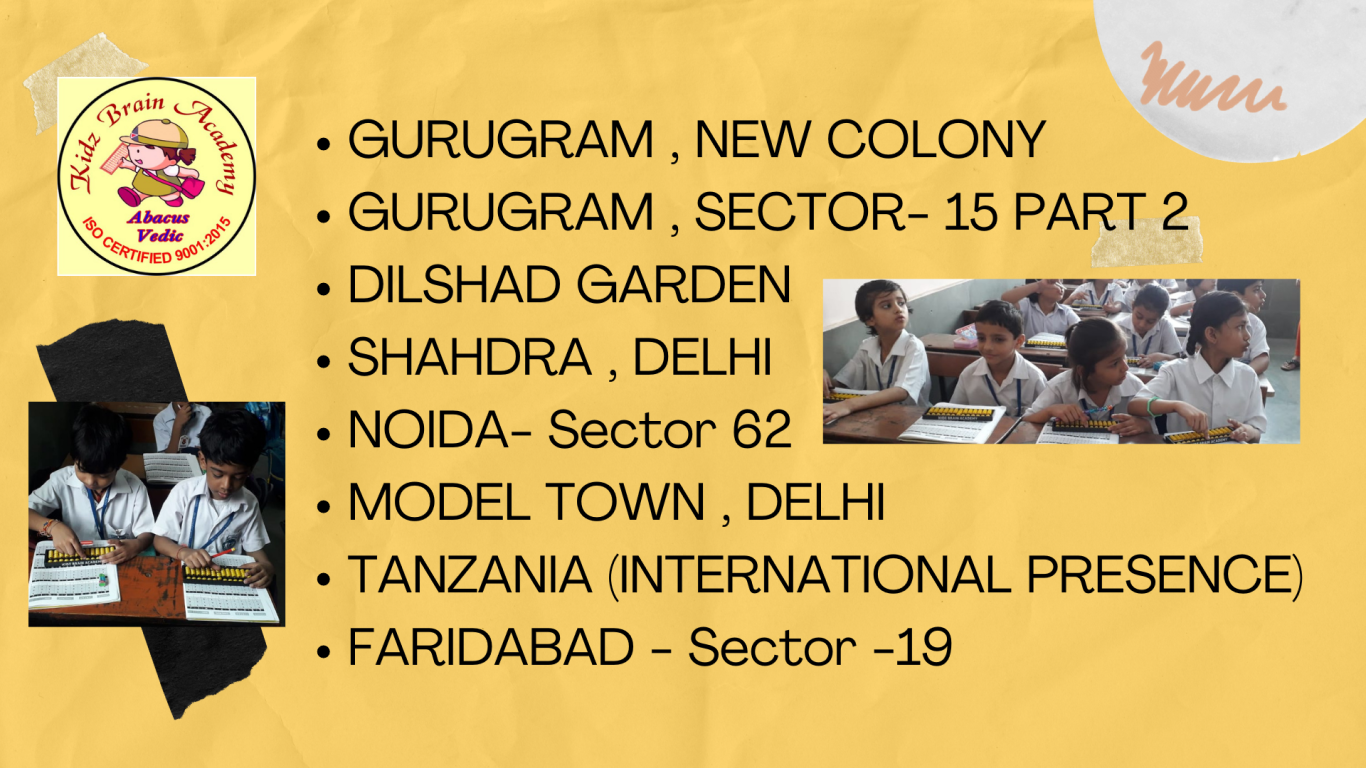 Kidz Brain Academy
Abacus
Vedic
ISO CERTIFIED 9001:2015
• GURUGRAM , NEW COLONY
• GURUGRAM , SECTOR- 15 PART 2
• DILSHAD GARDEN
• SHAHDRA , DELHI
• NOIDA- Sector 62
• MODEL TOWN , DELHI
• TANZANIA (INTERNATIONAL PRESENCE)
• FARIDABAD - Sector -19